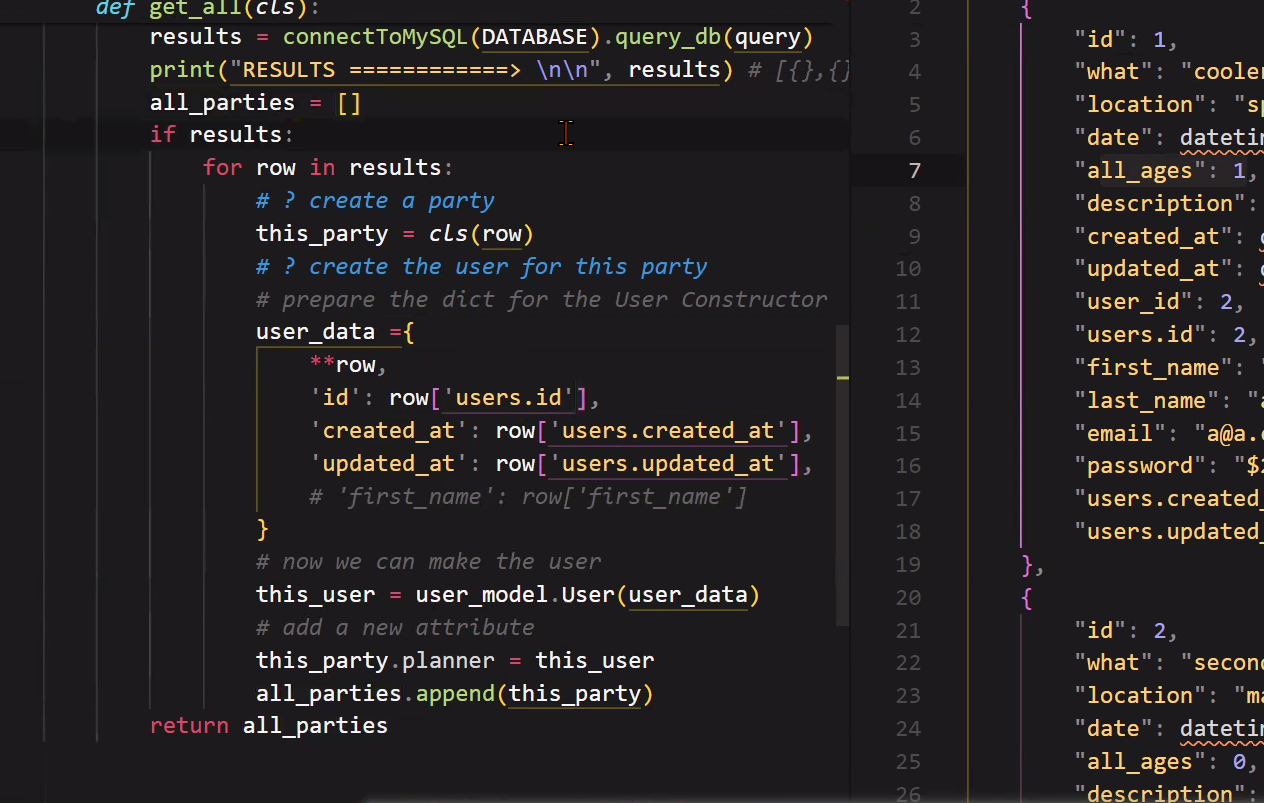 def get_all(cls):
results = connectToMySQL(DATABASE).query_db(query)
print("RESULTS ============> \n\n", results) # [{},{}
all_parties = []
if results:
for row in results:
# ? create a party
this_party = cls(row)
# ? create the user for this party
# prepare the dict for the User Constructor
user_data ={
**row,
'id': row['users.id'],
'created_at': row['users.created_at'],
'updated_at': row['users.updated_at'],
# 'first_name': row['first_name']
}
# now we can make the user
this_user = user_model.User(user_data)
# add a new attribute
this_party.planner = this_user
all_parties.append(this_party)
return all_parties
2 {
3 "id": 1,
4 "what": "cooler
5 "location": "sp
6 "date": datetim
7 "all_ages": 1,
8 "description":
9 "created_at":
10 "updated_at":
11 "user_id": 2,
12 "users.id": 2,
13 "first_name":
14 "last_name": "a
15 "email": "a@a.c
16 "password": "$2
17 "users.created_
18 "users.updated_
19 },
20 {
21 "id": 2,
22 "what": "second
23 "location": "ma
24 "date": datetim
25 "all_ages": 0,
26 "description":